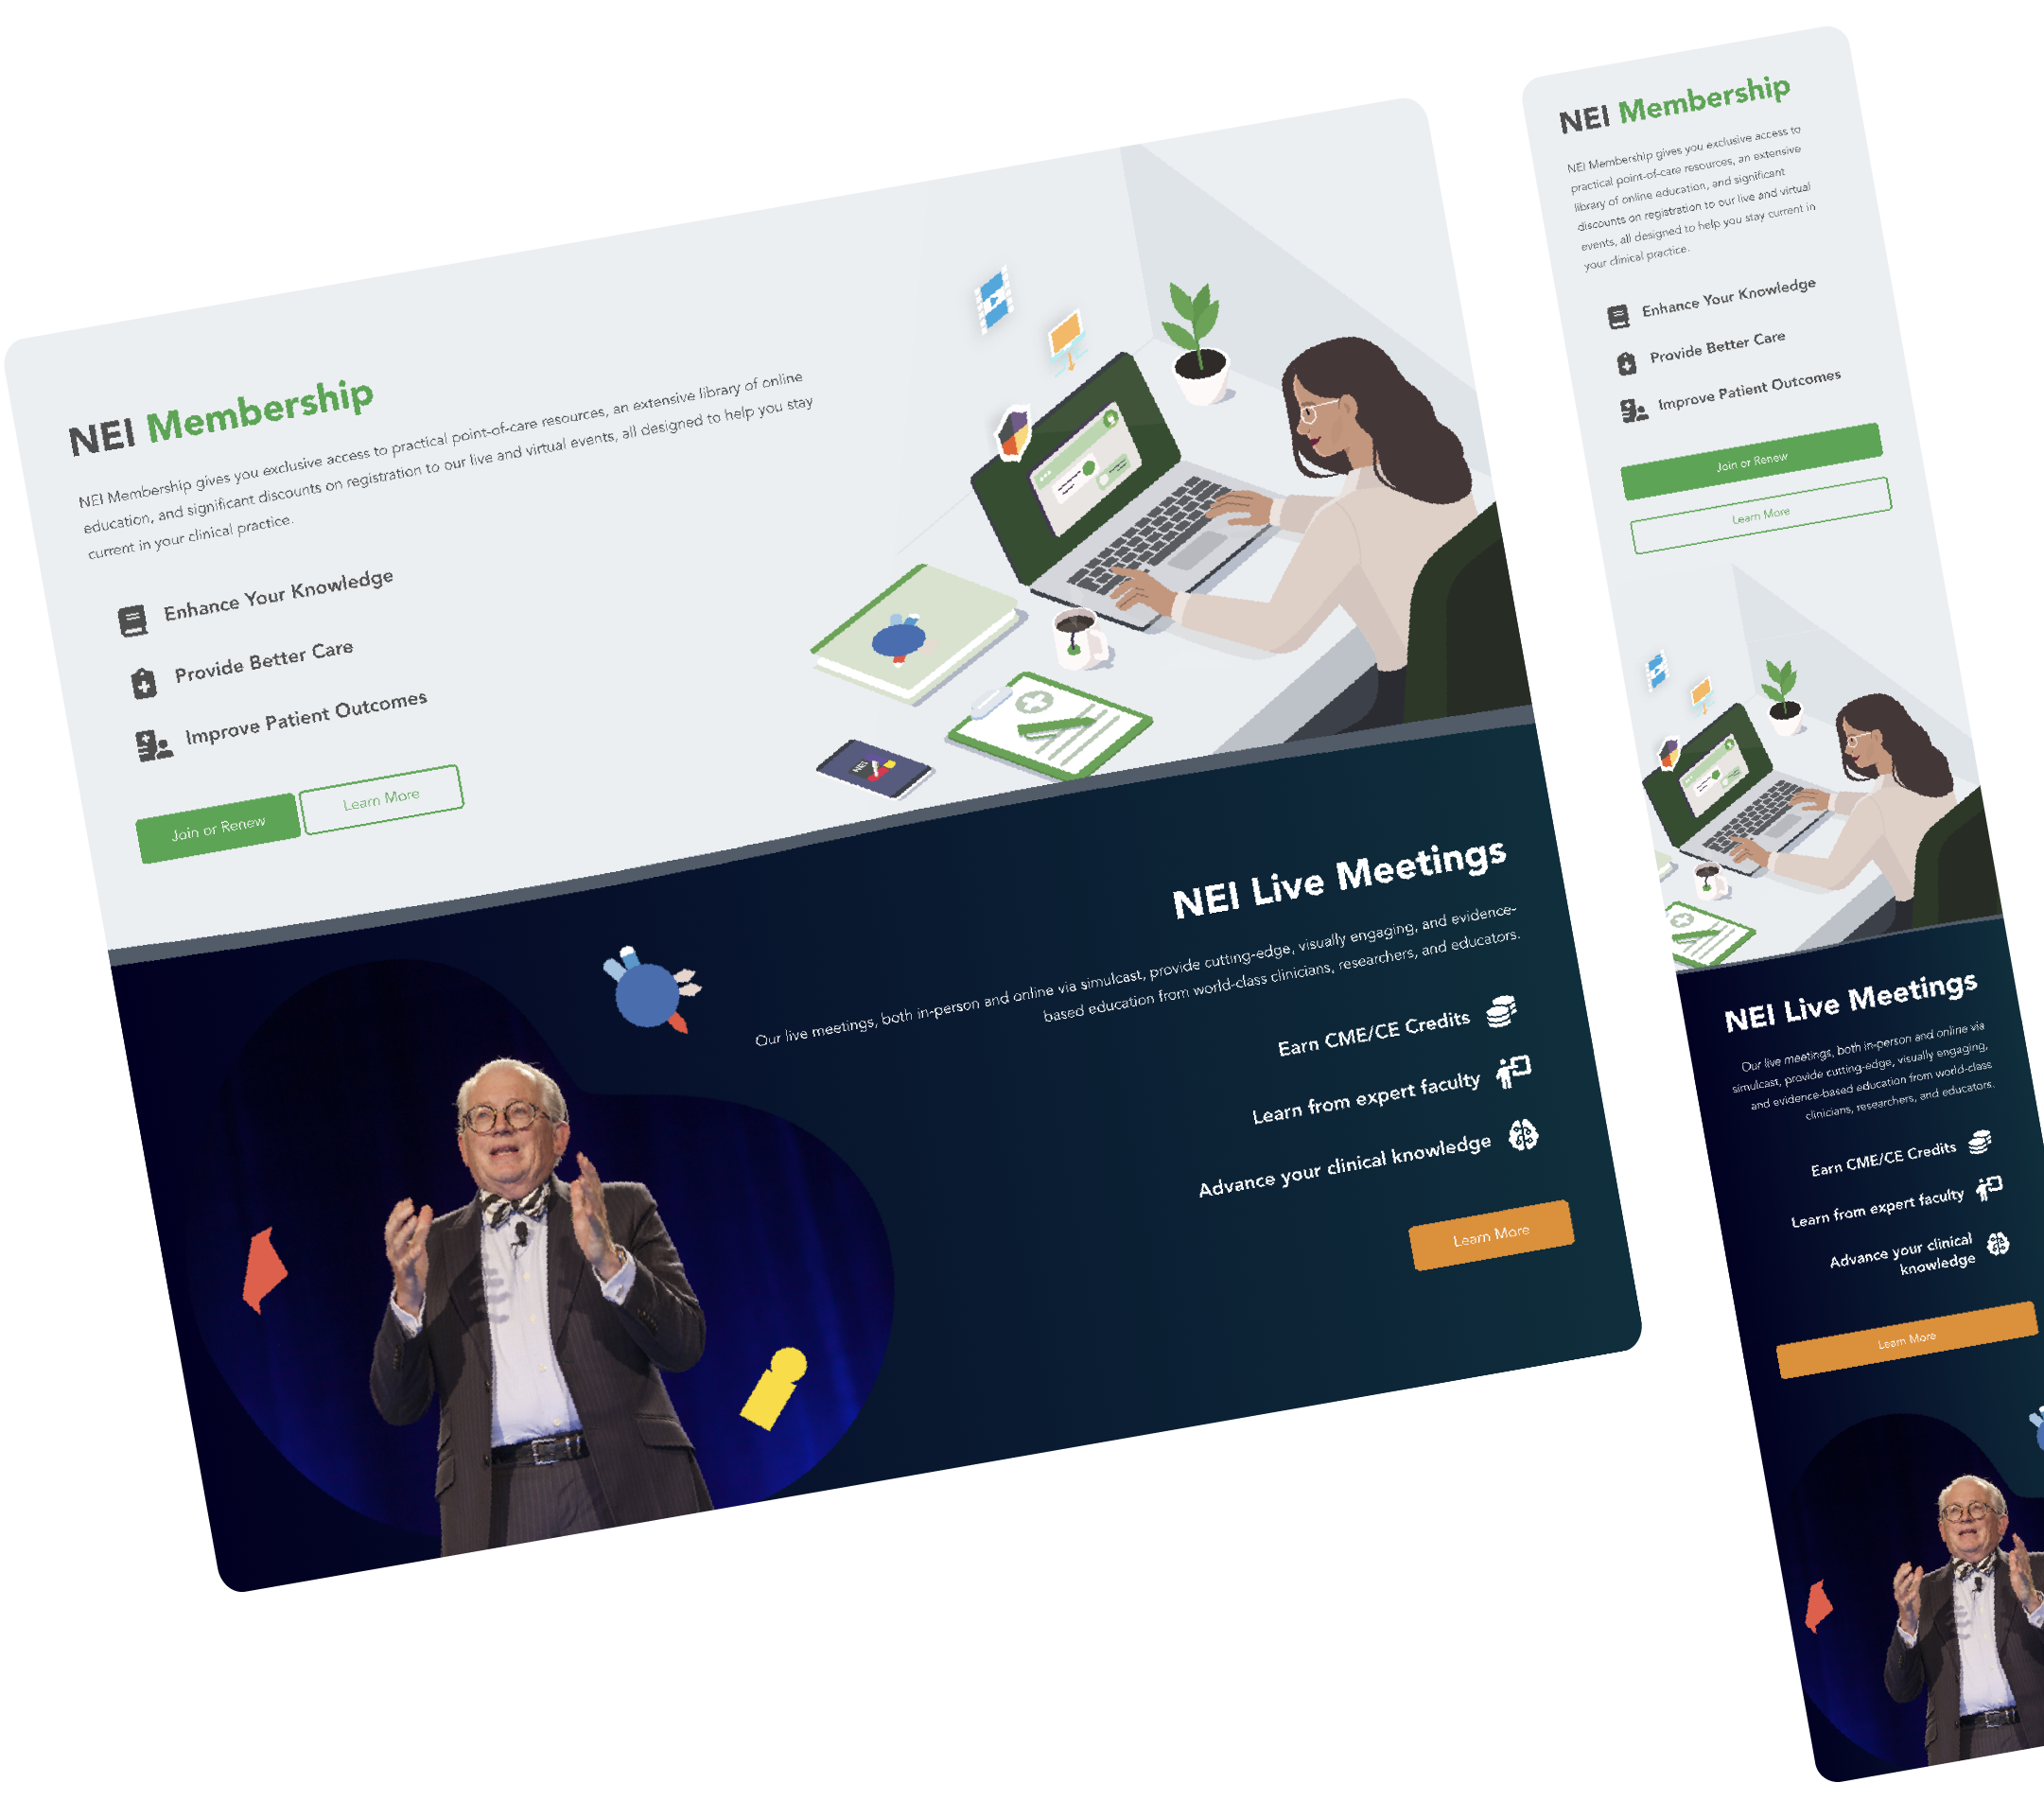 NEI Membership
NEI Membership gives you exclusive access to practical point-of-care resources, an extensive library of online
education, and significant discounts on registration to our live and virtual events, all designed to help you stay
current in your clinical practice.
Enhance Your Knowledge
Provide Better Care
Improve Patient Outcomes
Join or Renew
Learn More
NEI
NEI Live Meetings
Our live meetings, both in-person and online via simulcast, provide cutting-edge, visually engaging, and evidence-
based education from world-class clinicians, researchers, and educators.
Earn CME/CE Credits
Learn from expert faculty
Advance your clinical knowledge
Learn More
NEI Membership
NEI Membership gives you exclusive access to
practical point-of-care resources, an extensive
library of online education, and significant
discounts on registration to our live and virtual
events, all designed to help you stay current in
your clinical practice.
Enhance Your Knowledge
Provide Better Care
Improve Patient Outcomes
Join or Renew
Learn More
NEI Live Meetings
Our live meetings, both in-person and online via
simulcast, provide cutting-edge, visually engaging,
and evidence-based education from world-class
clinicians, researchers, and educators.
Earn CME/CE Credits
Learn from expert faculty
Advance your clinical
knowledge
Learn More